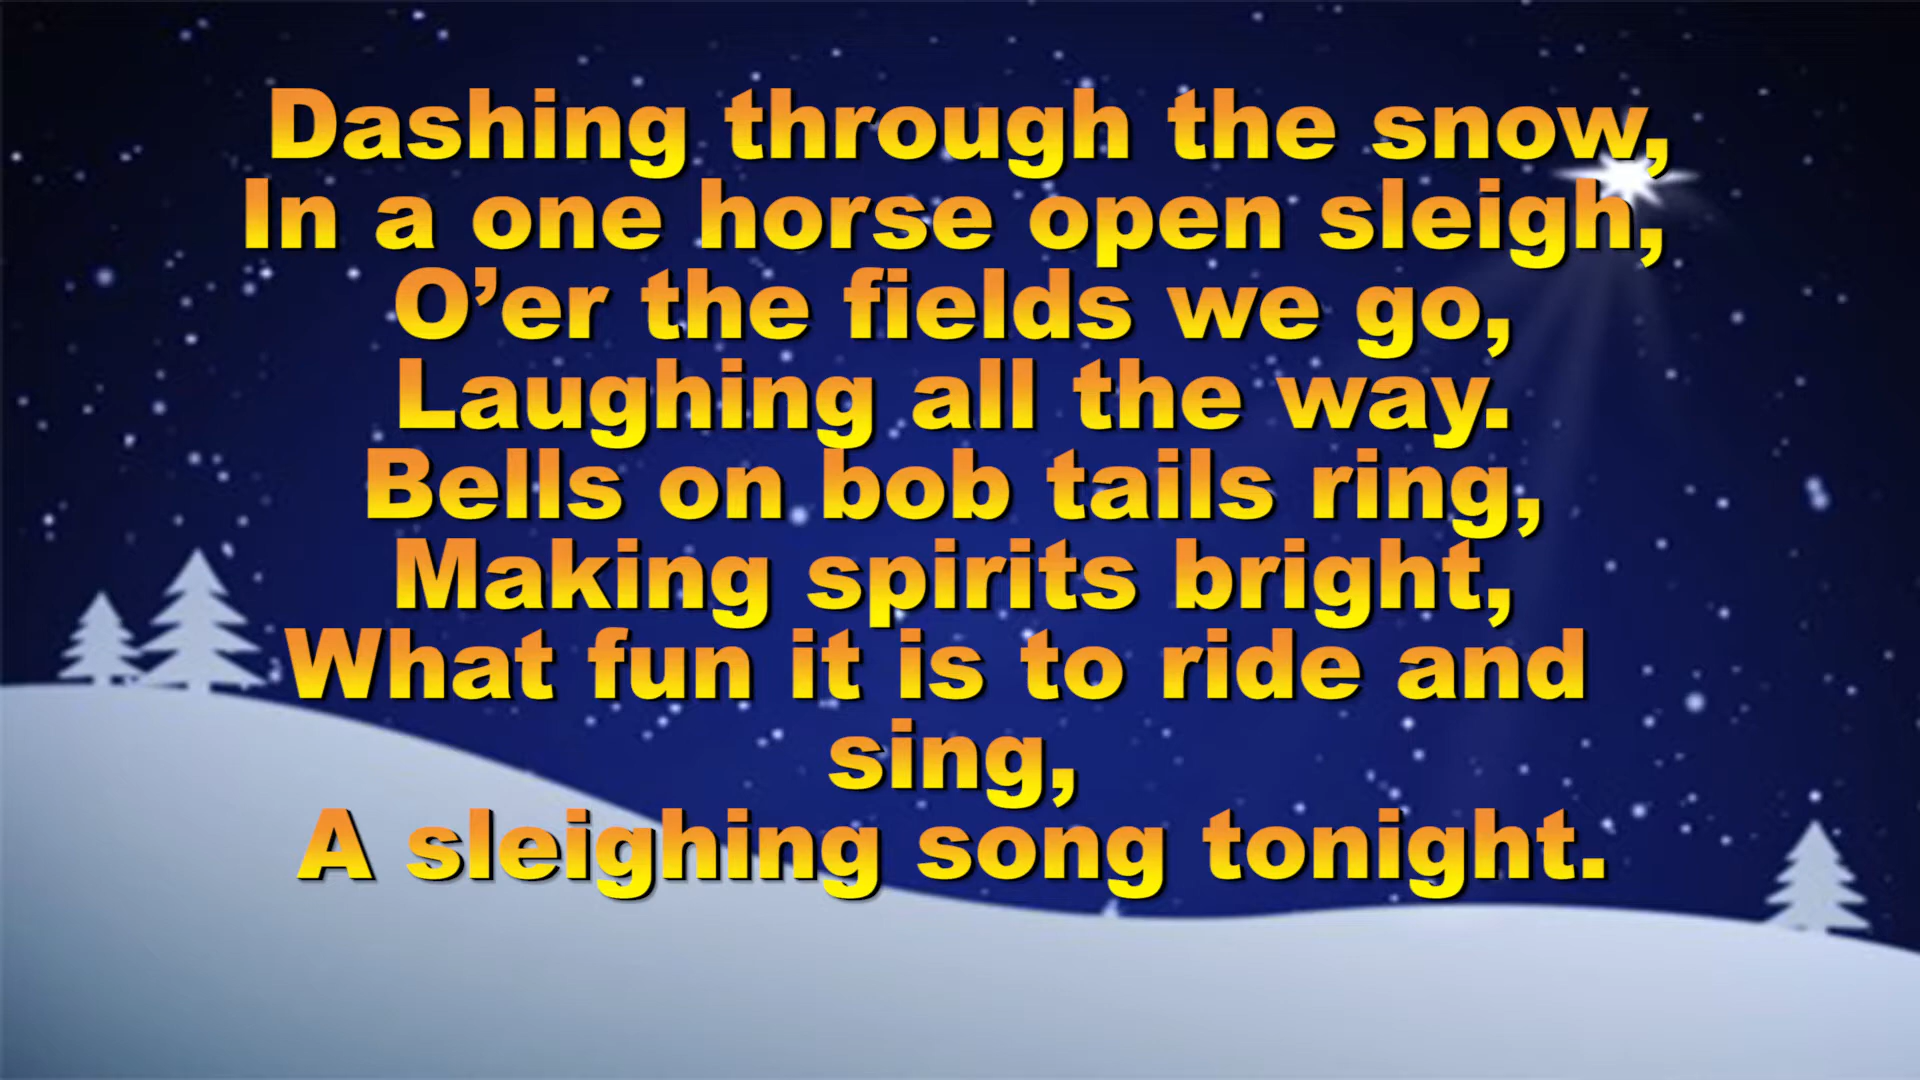 Dashing through the snow,
In a one horse open sleigh,
O’er the fields we go,
Laughing all the way.
Bells on bob tails ring,
Making spirits bright,
What fun it is to ride and
sing,
A sleighing song tonight.